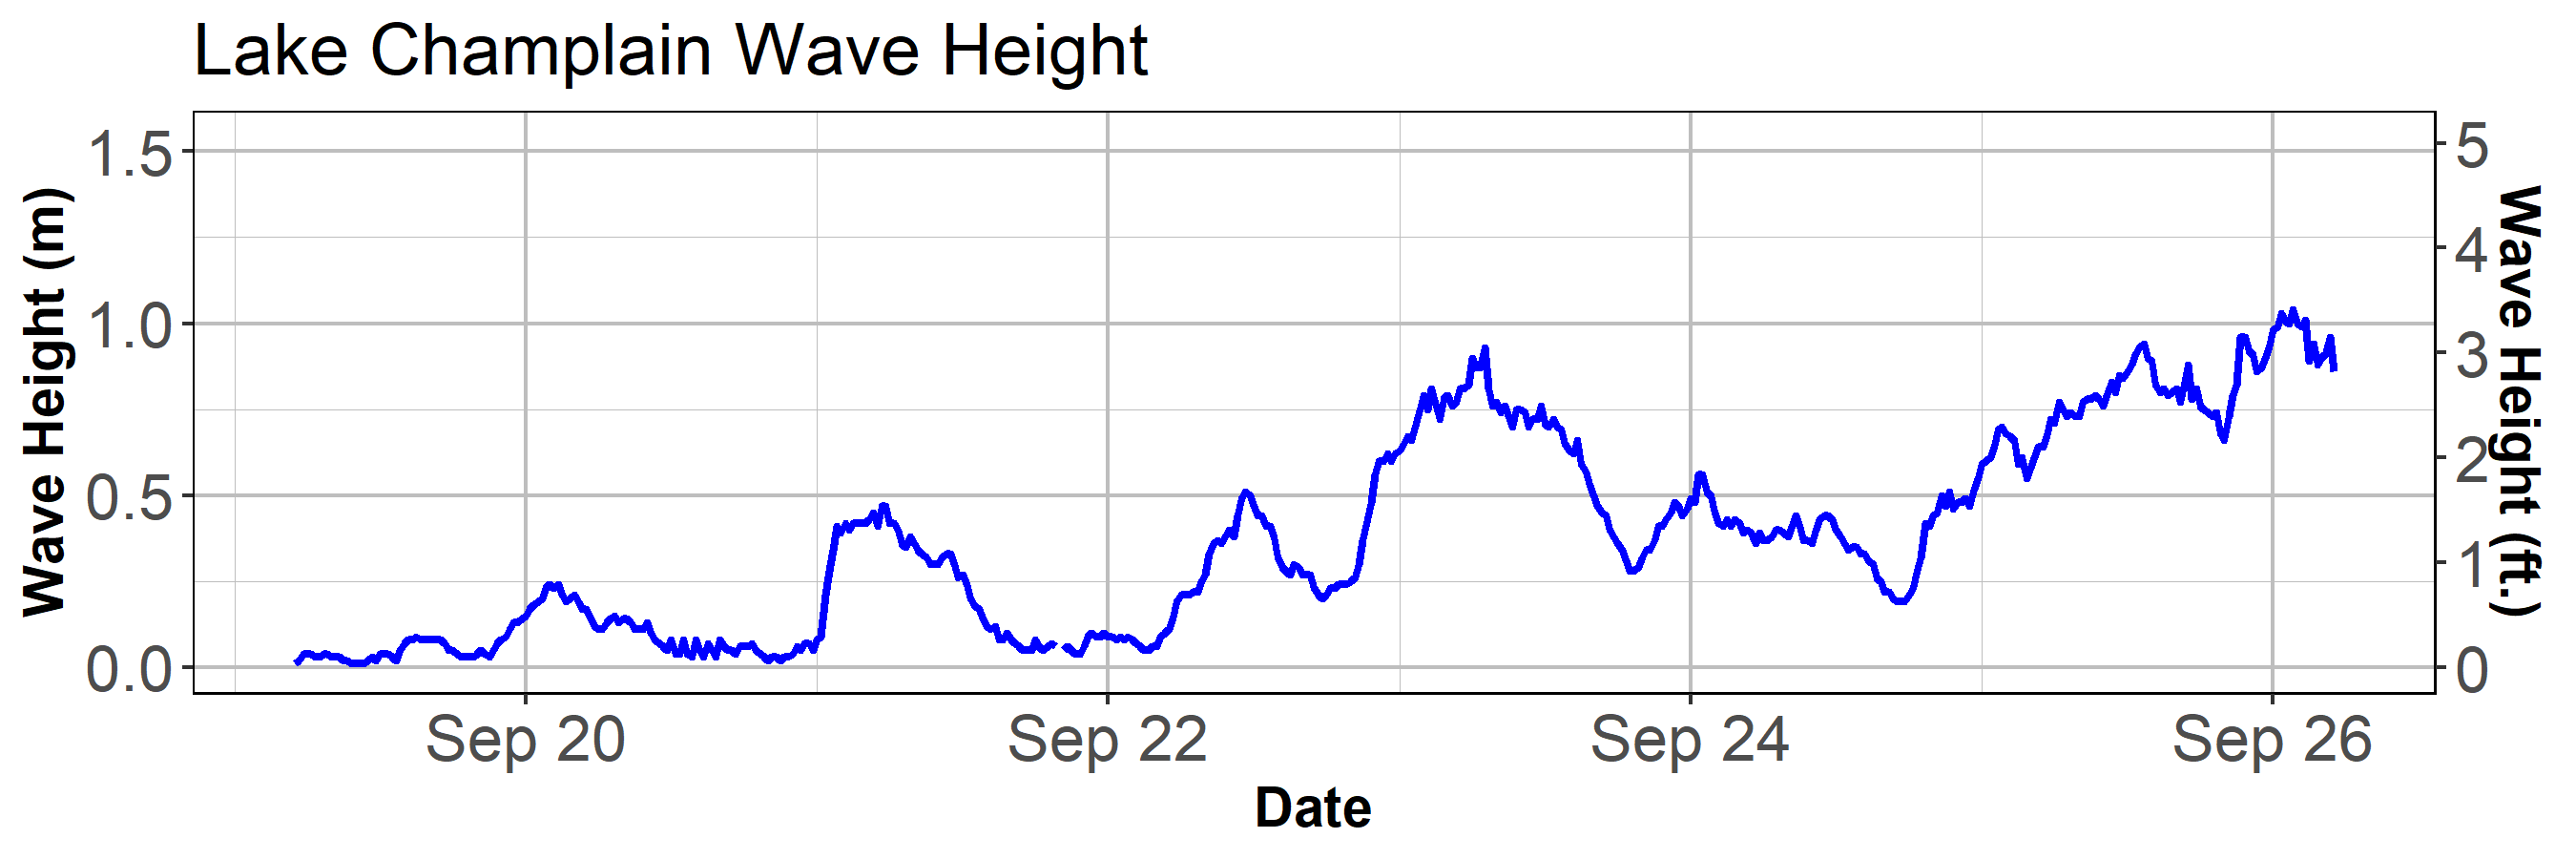 Lake Champlain Wave Height
Wave Height (m)
1.5
1.0
0.5
0.0
5
4
3
2
1
0
Wave Height (ft.)
Sep 20
Sep 22
Sep 24
Sep 26
Date